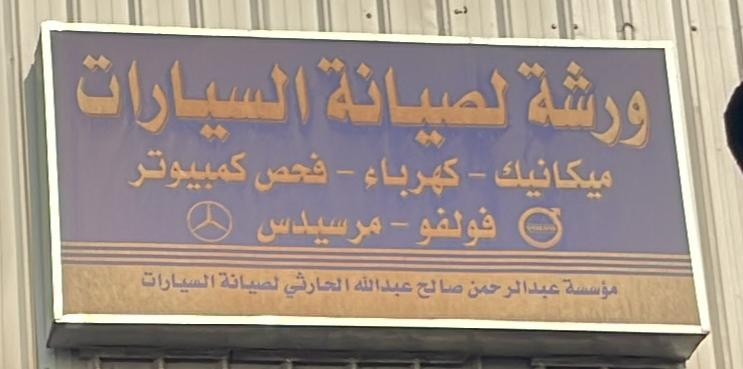 ورشة لصيانة السيارات
ميكانيك - كهرباء - فحص كمبيوتر
فولفو - مرسيدس
مؤسسة عبدالرحمن صالح عبدالله الحارثي لصيانة السيارات